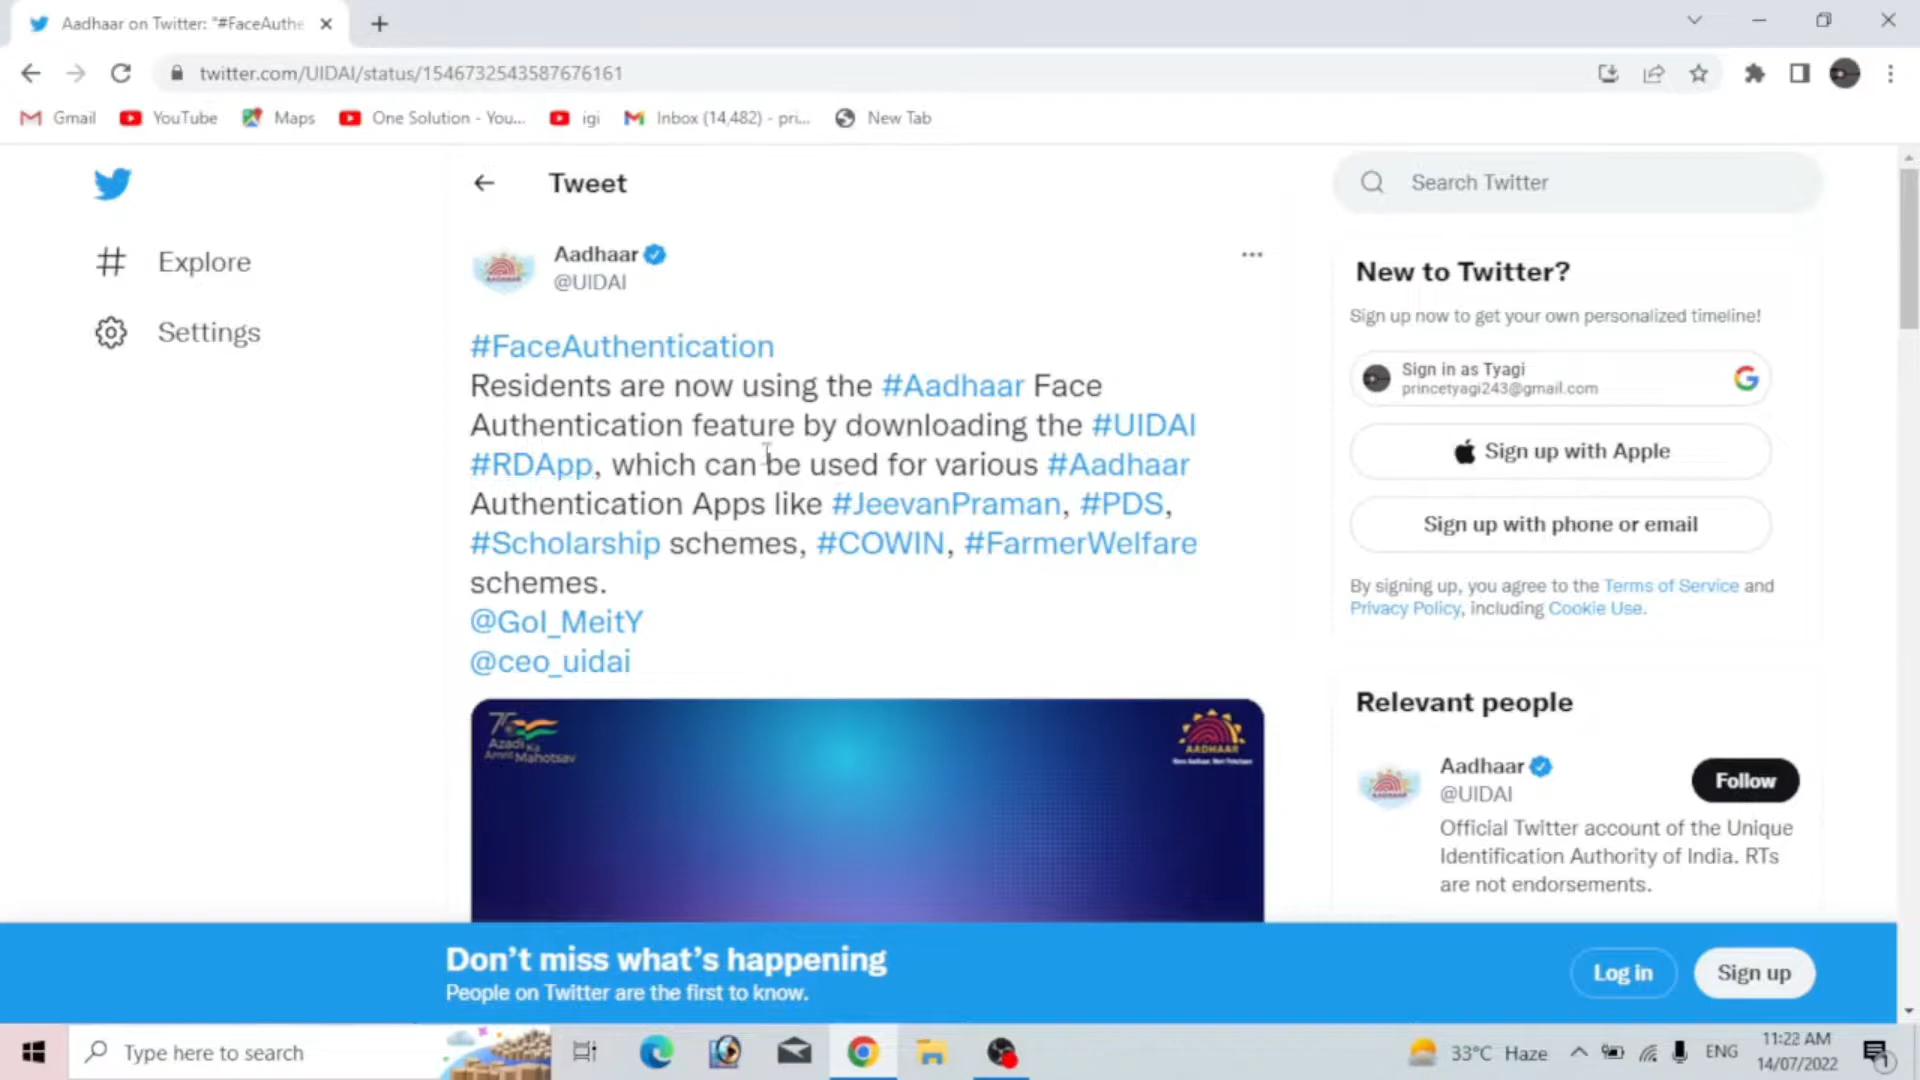 Aadhaar on Twitter: "#FaceAuthe
twitter.com/UIDAI/status/1546732543587676161
Gmail YouTube Maps One Solution - You... igi Inbox (14,482) - pri... New Tab
Tweet
Search Twitter
Explore
Settings
Aadhaar
@UIDAI
#FaceAuthentication
Residents are now using the #Aadhaar Face
Authentication feature by downloading the #UIDAI
#RDApp, which can be used for various #Aadhaar
Authentication Apps like #JeevanPraman, #PDS,
#Scholarship schemes, #COWIN, #FarmerWelfare
schemes.
@GoI_MeitY
@ceo_uidai
Azadi Ka
Amrit Mahotsav
AADHAAR
New to Twitter?
Sign up now to get your own personalized timeline!
Sign in as Tyagi
princetyagi243@gmail.com
Sign up with Apple
Sign up with phone or email
By signing up, you agree to the Terms of Service and
Privacy Policy, including Cookie Use.
Relevant people
Aadhaar
@UIDAI
Follow
Official Twitter account of the Unique
Identification Authority of India. RTs
are not endorsements.
Don't miss what's happening
People on Twitter are the first to know.
Log in
Sign up
Type here to search
33°C Haze
ENG
11:22 AM
14/07/2022
1